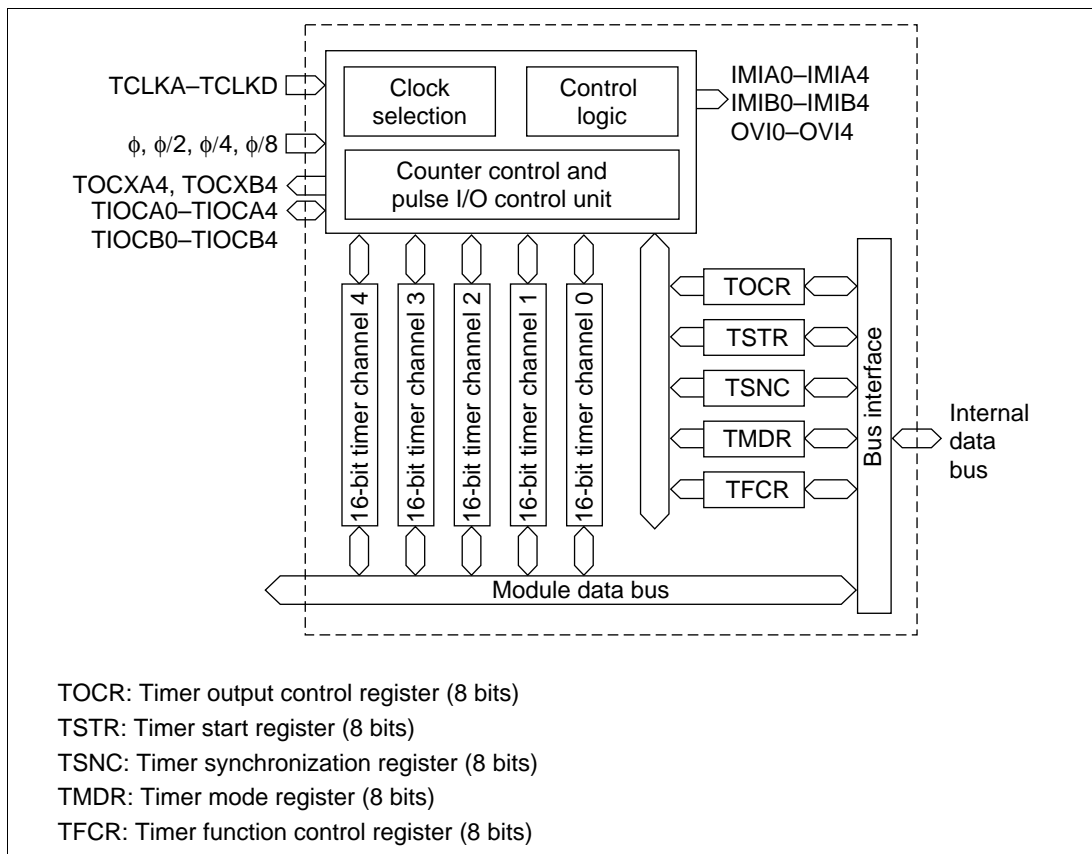 TCLKA–TCLKD
ϕ, ϕ/2, ϕ/4, ϕ/8
TOCXA4, TOCXB4
TIOCA0–TIOCA4
TIOCB0–TIOCB4
Clock
selection
Control
logic
Counter control and
pulse I/O control unit
IMIA0–IMIA4
IMIB0–IMIB4
OVI0–OVI4
16-bit timer channel 4
16-bit timer channel 3
16-bit timer channel 2
16-bit timer channel 1
16-bit timer channel 0
TOCR
TSTR
TSNC
TMDR
TFCR
Bus interface
Internal
data
bus
Module data bus
TOCR: Timer output control register (8 bits)
TSTR: Timer start register (8 bits)
TSNC: Timer synchronization register (8 bits)
TMDR: Timer mode register (8 bits)
TFCR: Timer function control register (8 bits)